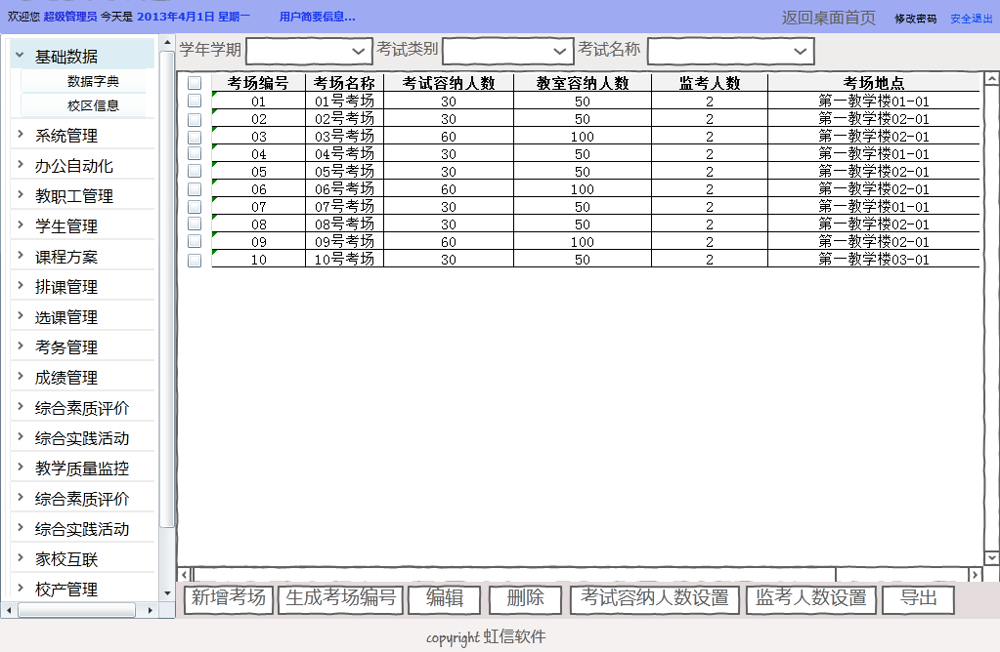 欢迎您 超级管理员 今天是 2013年4月1日 星期一 用户简要信息... 返回桌面首页 修改密码 安全退出
学年学期 考试类别 考试名称
基础数据
数据字典
校区信息
系统管理
办公自动化
教职工管理
学生管理
课程方案
排课管理
选课管理
考务管理
成绩管理
综合素质评价
综合实践活动
教学质量监控
综合素质评价
综合实践活动
家校互联
校产管理
考场编号 考场名称 考试容纳人数 教室容纳人数 监考人数 考场地点
01 01号考场 30 50 2 第一教学楼01-01
02 02号考场 30 50 2 第一教学楼02-01
03 03号考场 60 100 2 第一教学楼02-01
04 04号考场 30 50 2 第一教学楼01-01
05 05号考场 30 50 2 第一教学楼02-01
06 06号考场 60 100 2 第一教学楼02-01
07 07号考场 30 50 2 第一教学楼01-01
08 08号考场 30 50 2 第一教学楼02-01
09 09号考场 60 100 2 第一教学楼02-01
10 10号考场 30 50 2 第一教学楼03-01
新增考场 生成考场编号 编辑 删除 考试容纳人数设置 监考人数设置 导出
copyright 虹信软件